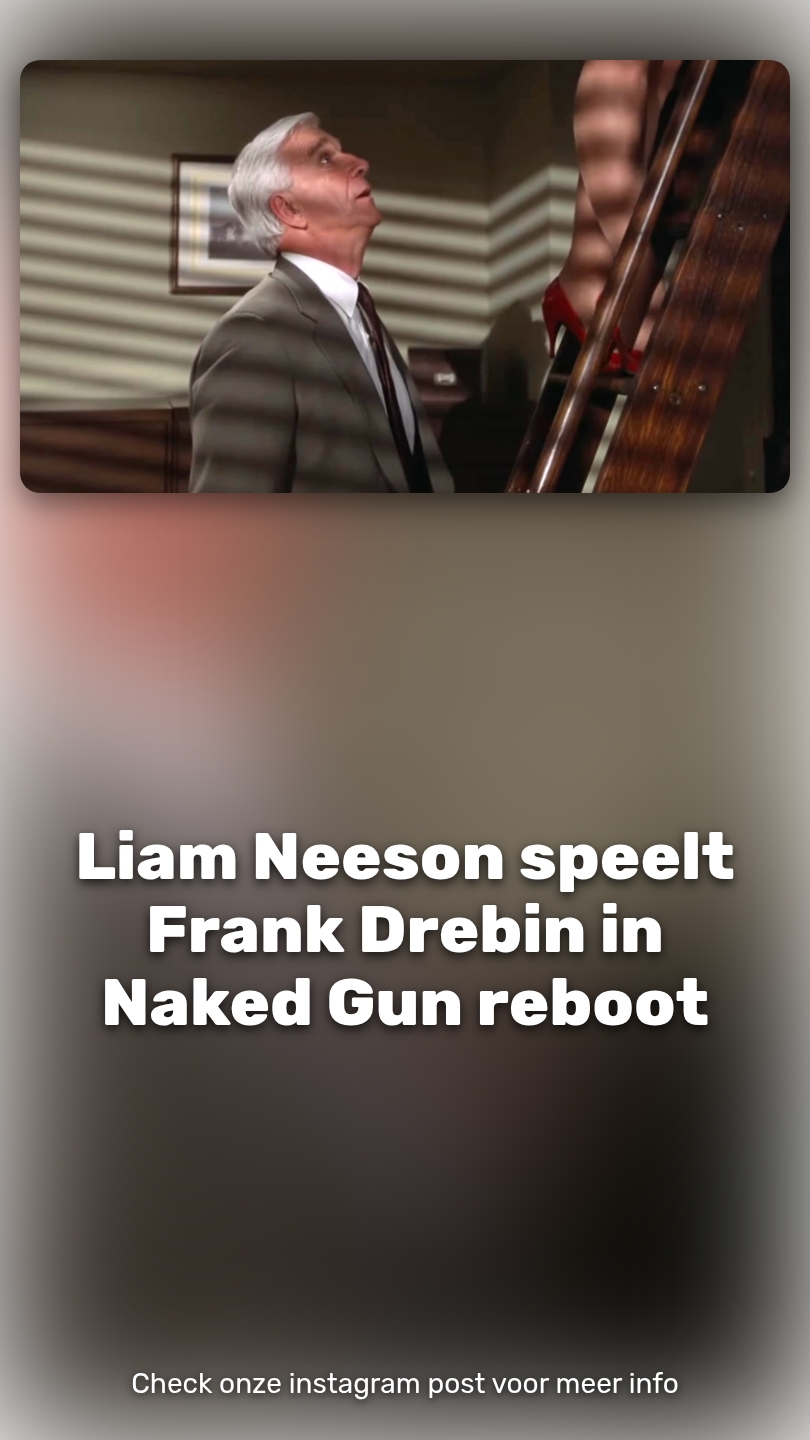 Liam Neeson speelt
Frank Drebin in
Naked Gun reboot
Check onze instagram post voor meer info